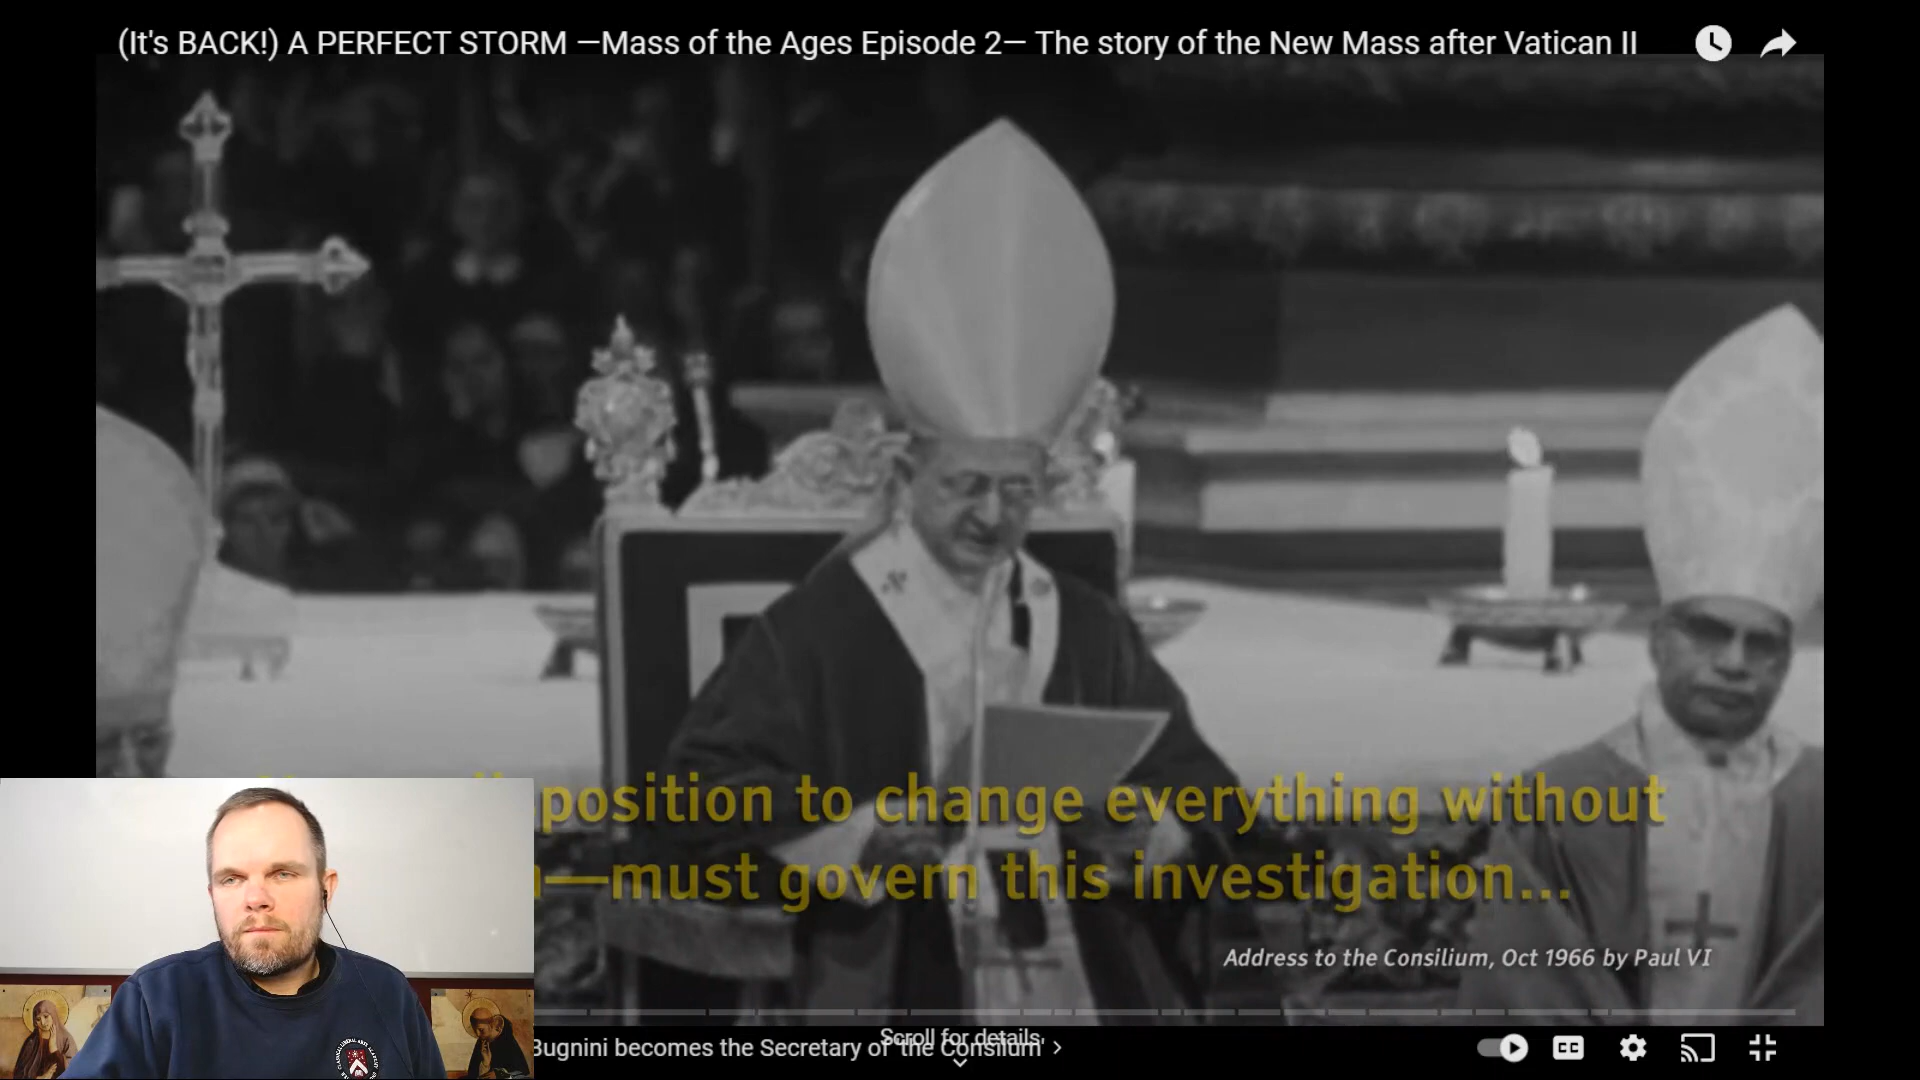 (It's BACK!) A PERFECT STORM —Mass of the Ages Episode 2— The story of the New Mass after Vatican II
position to change everything without
—must govern this investigation...
Address to the Consilium, Oct 1966 by Paul VI
Scroll for details
Bugnini becomes the Secretary of the Consilium
CC